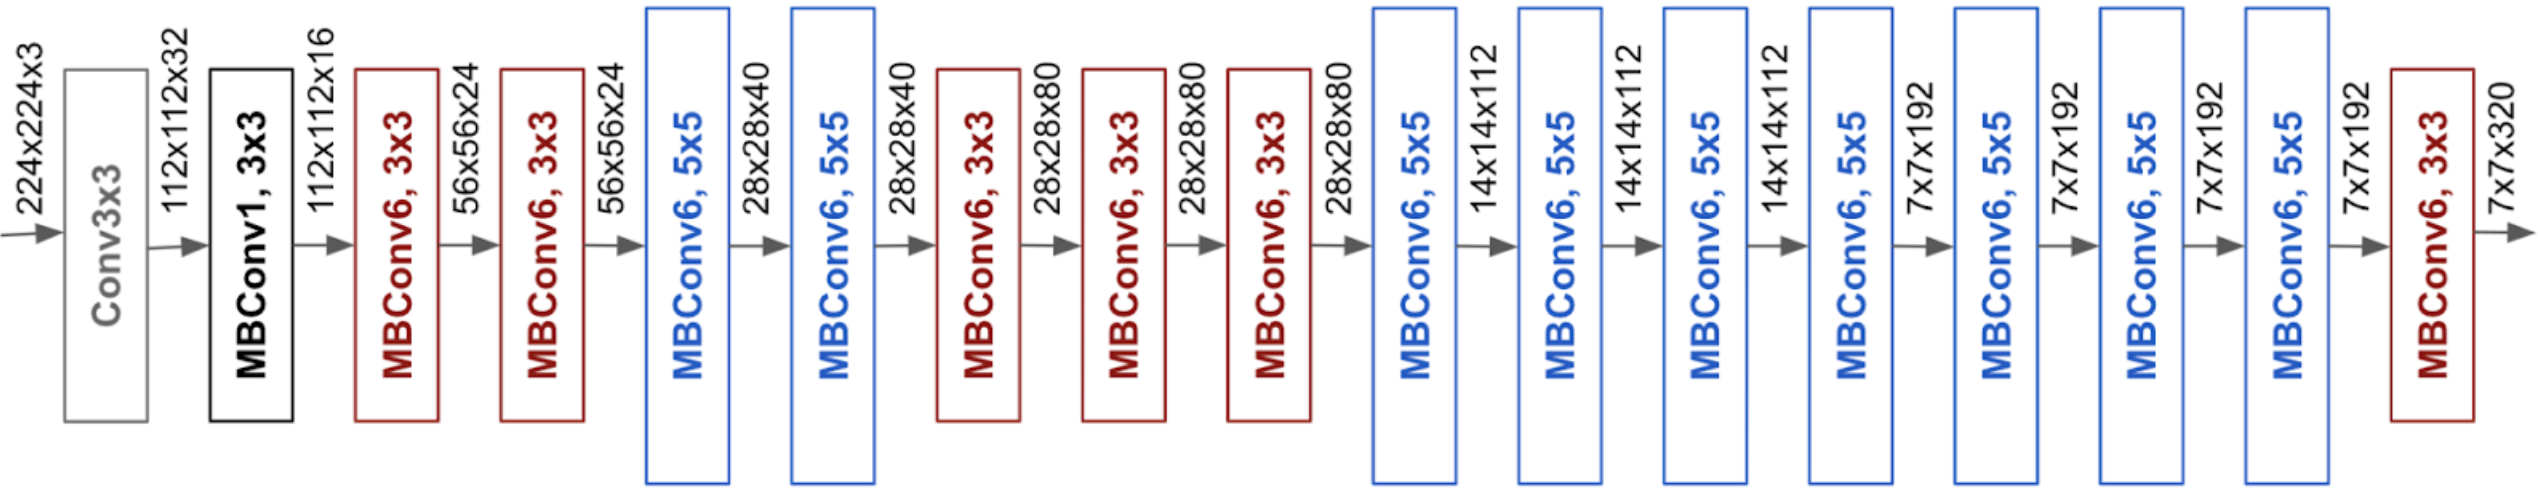 224x224x3
Conv3x3
112x112x32
MBConv1, 3x3
112x112x16
MBConv6, 3x3
56x56x24
MBConv6, 3x3
56x56x24
MBConv6, 5x5
28x28x40
MBConv6, 5x5
28x28x40
MBConv6, 3x3
28x28x80
MBConv6, 3x3
28x28x80
MBConv6, 3x3
28x28x80
MBConv6, 5x5
14x14x112
MBConv6, 5x5
14x14x112
MBConv6, 5x5
14x14x112
MBConv6, 5x5
7x7x192
MBConv6, 5x5
7x7x192
MBConv6, 5x5
7x7x192
MBConv6, 5x5
7x7x192
MBConv6, 3x3
7x7x320